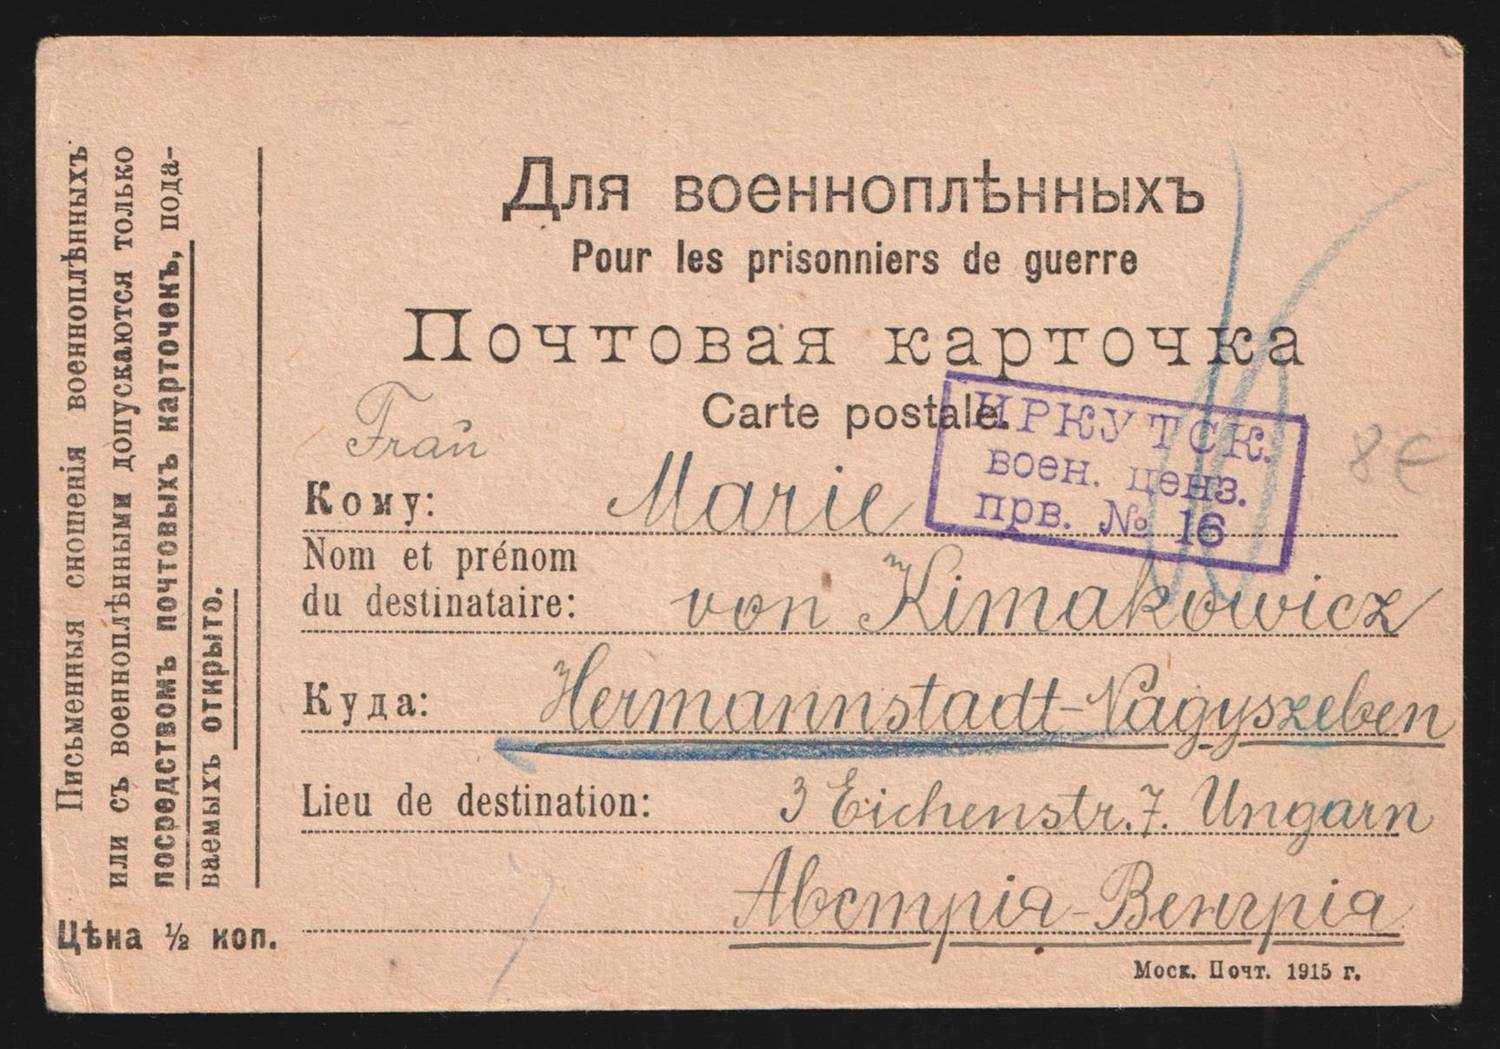 Письменныя сношенія военноплѣнныхъ
или съ военноплѣнными допускаются только
посредствомъ почтовыхъ карточекъ, пода-
ваемыхъ открыто.
Цѣна ½ коп.
Для военноплѣнныхъ
Pour les prisonniers de guerre
Почтовая карточка
Carte postale.
ИРКУТСК.
воен. ценз.
прв. № 16
8 €
Frau
Кому: Marie
Nom et prénom
du destinataire: von Kimakowicz
Куда: Hermannstadt-Nagyszeben
Lieu de destination: 3 Eichenstr. 7. Ungarn
Австрія-Венгрія
Моск. Почт. 1915 г.